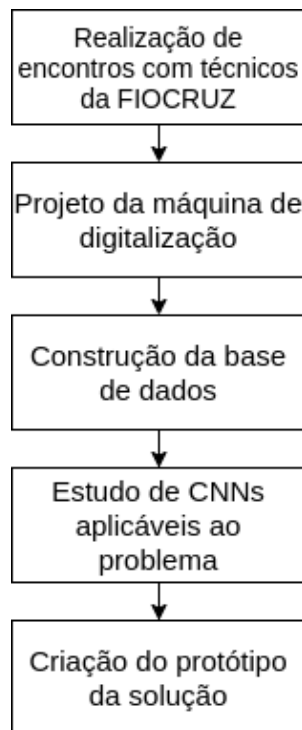 Realização de
encontros com técnicos
da FIOCRUZ
Projeto da máquina de
digitalização
Construção da base
de dados
Estudo de CNNs
aplicáveis ao
problema
Criação do protótipo
da solução